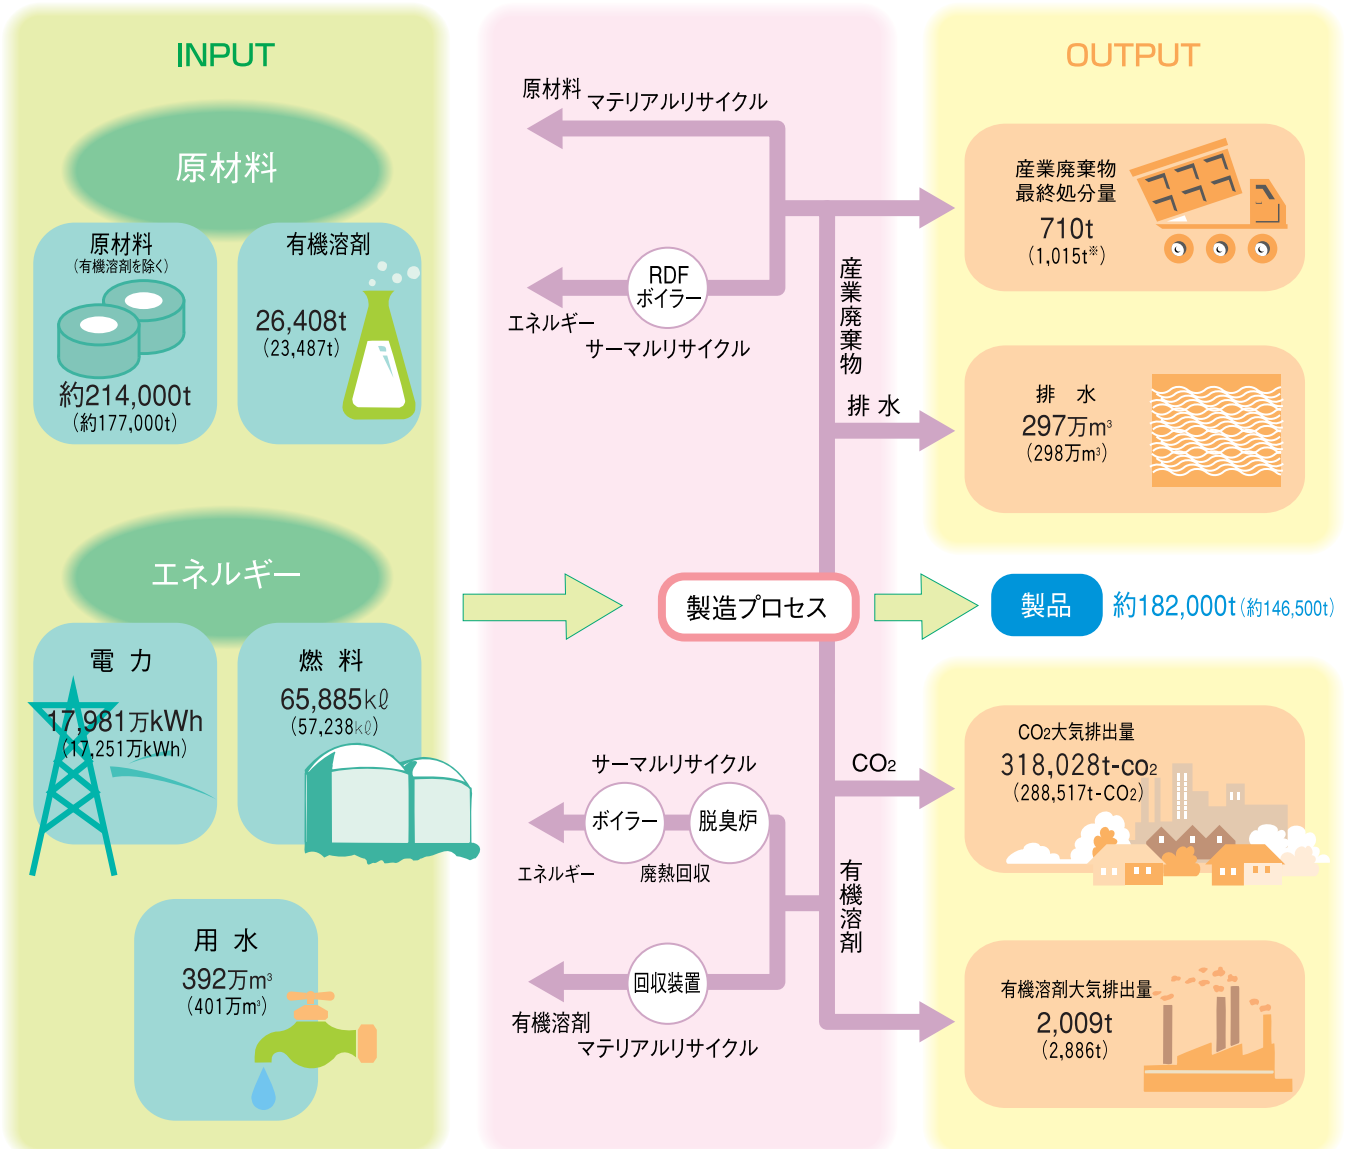 INPUT
原材料
原材料
(有機溶剤を除く)
約214,000t
(約177,000t)
有機溶剤
26,408t
(23,487t)
エネルギー
電 力
17,981万kWh
(17,251万kWh)
燃 料
65,885kℓ
(57,238kℓ)
用 水
392万m³
(401万m³)
原材料
マテリアルリサイクル
RDF
ボイラー
エネルギー
サーマルリサイクル
産業廃棄物
排 水
製造プロセス
サーマルリサイクル
CO₂
ボイラー
脱臭炉
エネルギー
廃熱回収
有機溶剤
回収装置
有機溶剤
マテリアルリサイクル
OUTPUT
産業廃棄物
最終処分量
710t
(1,015t※)
排 水
297万m³
(298万m³)
製品
約182,000t(約146,500t)
CO₂大気排出量
318,028t-co₂
(288,517t-CO₂)
有機溶剤大気排出量
2,009t
(2,886t)